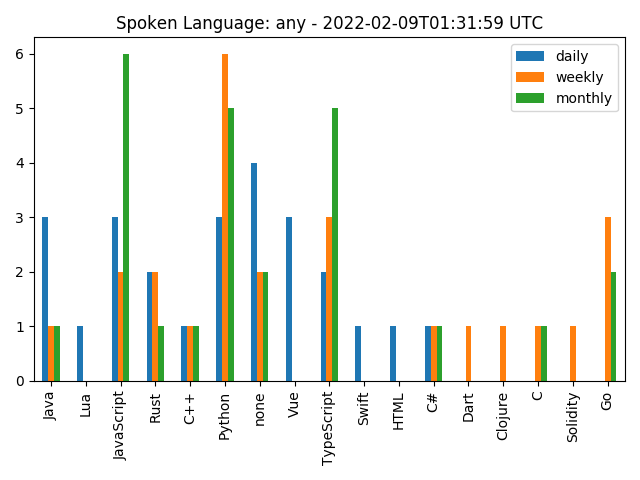 Spoken Language: any - 2022-02-09T01:31:59 UTC
daily
weekly
monthly
6
5
4
3
2
1
0
Java
Lua
JavaScript
Rust
C++
Python
none
Vue
TypeScript
Swift
HTML
C#
Dart
Clojure
C
Solidity
Go